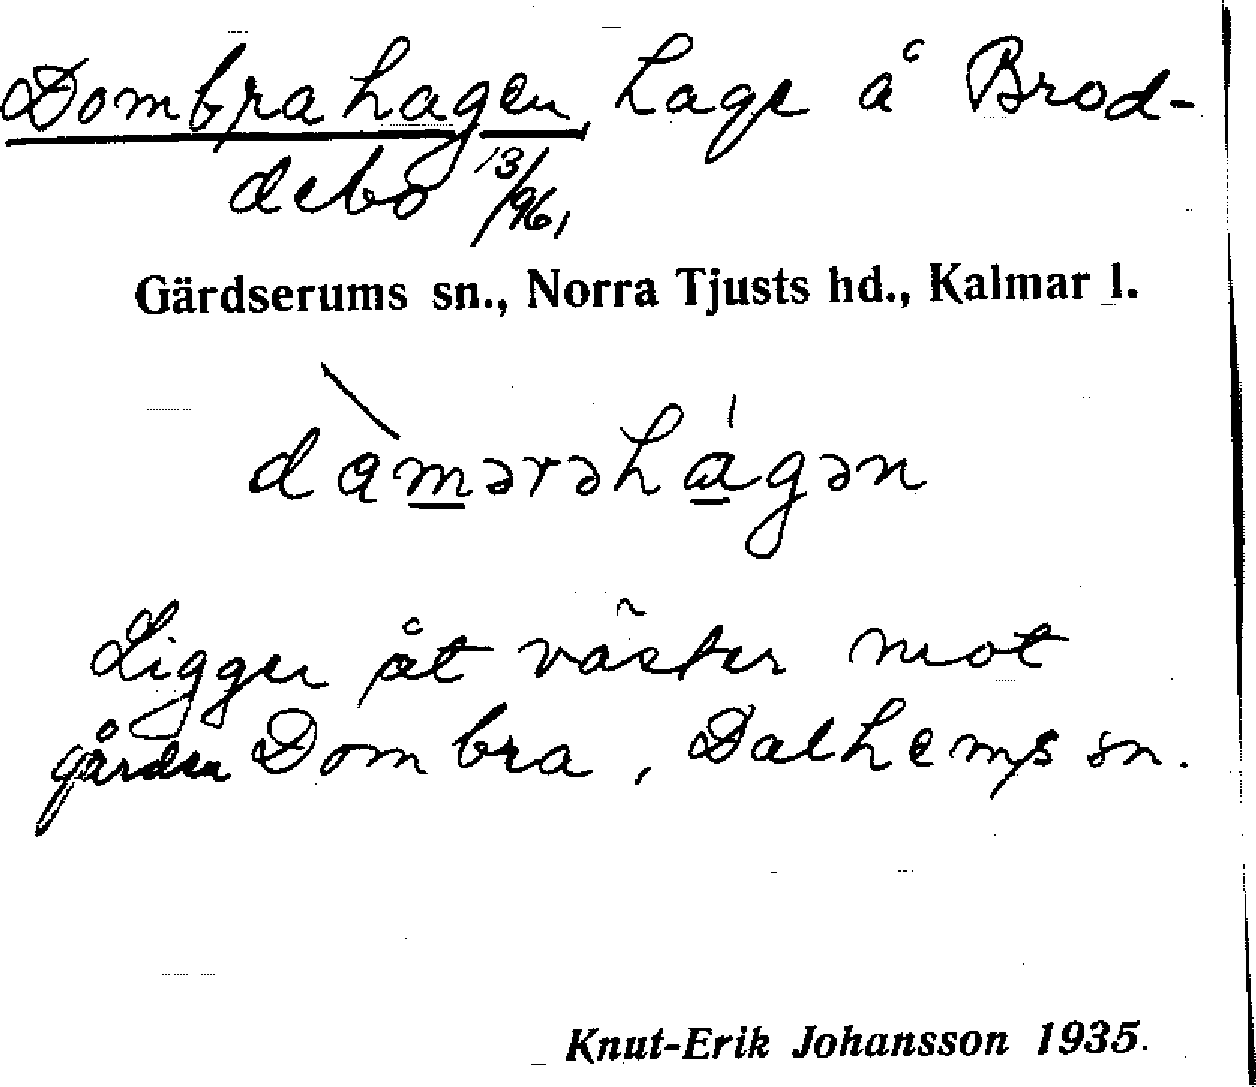 Dombrahagen, hage å Brod-
debo 13/961
Gärdserums sn., Norra Tjusts hd., Kalmar l.
dàmərəhágən
Ligger åt väster mot
gården Dombra, Dalhems sn.
Knut-Erik Johansson 1935.